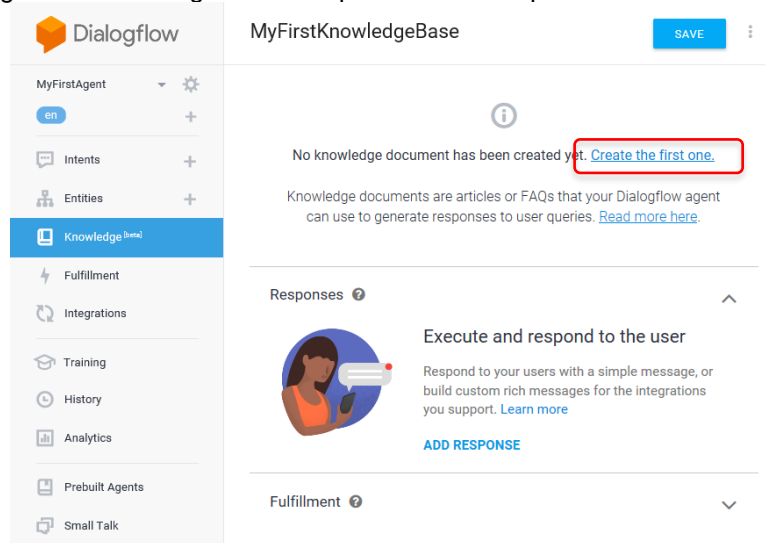 Dialogflow
MyFirstKnowledgeBase
SAVE
MyFirstAgent
en
Intents
Entities
Knowledge [beta]
Fulfillment
Integrations
Training
History
Analytics
Prebuilt Agents
Small Talk
No knowledge document has been created yet. Create the first one.
Knowledge documents are articles or FAQs that your Dialogflow agent
can use to generate responses to user queries. Read more here.
Responses
Execute and respond to the user
Respond to your users with a simple message, or
build custom rich messages for the integrations
you support. Learn more
ADD RESPONSE
Fulfillment